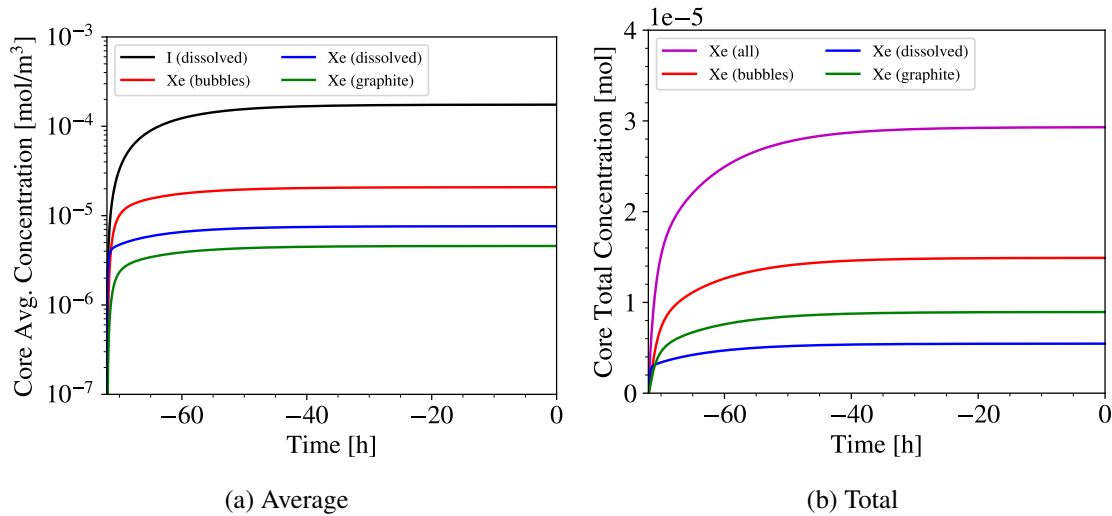 10⁻³
10⁻⁴
10⁻⁵
10⁻⁶
10⁻⁷
Core Avg. Concentration [mol/m³]
I (dissolved)
Xe (bubbles)
Xe (dissolved)
Xe (graphite)
−60
−40
−20
0
Time [h]
(a) Average
1e−5
4
3
2
1
0
Core Total Concentration [mol]
Xe (all)
Xe (bubbles)
Xe (dissolved)
Xe (graphite)
−60
−40
−20
0
Time [h]
(b) Total